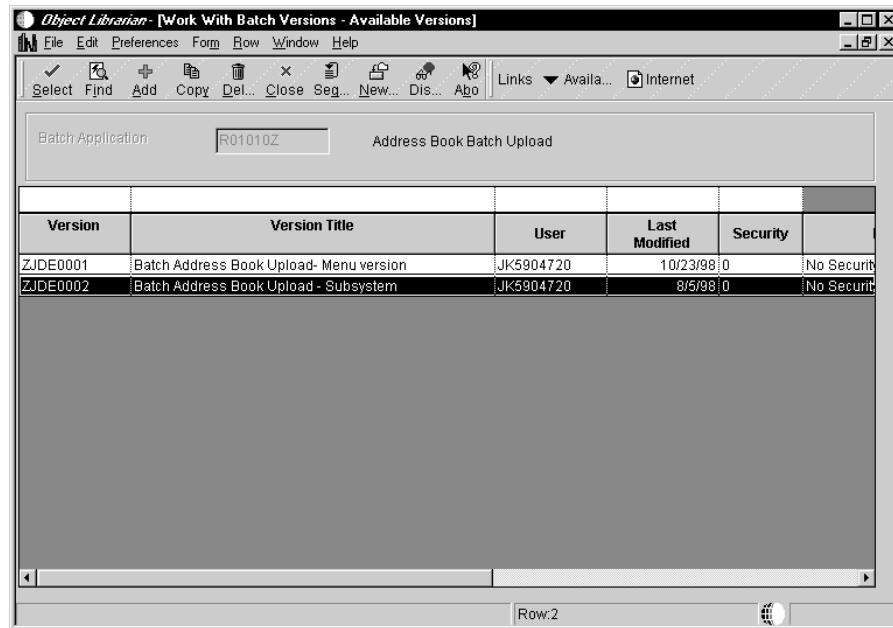 Object Librarian - [Work With Batch Versions - Available Versions]
File Edit Preferences Form Row Window Help
Select Find Add Copy Del... Close Seq... New... Dis... Abo Links Availa... Internet
Batch Application R01010Z Address Book Batch Upload
Version Version Title User Last Modified Security
ZJDE0001 Batch Address Book Upload- Menu version JK5904720 10/23/98 0 No Securit
ZJDE0002 Batch Address Book Upload - Subsystem JK5904720 8/5/98 0 No Securit
Row:2